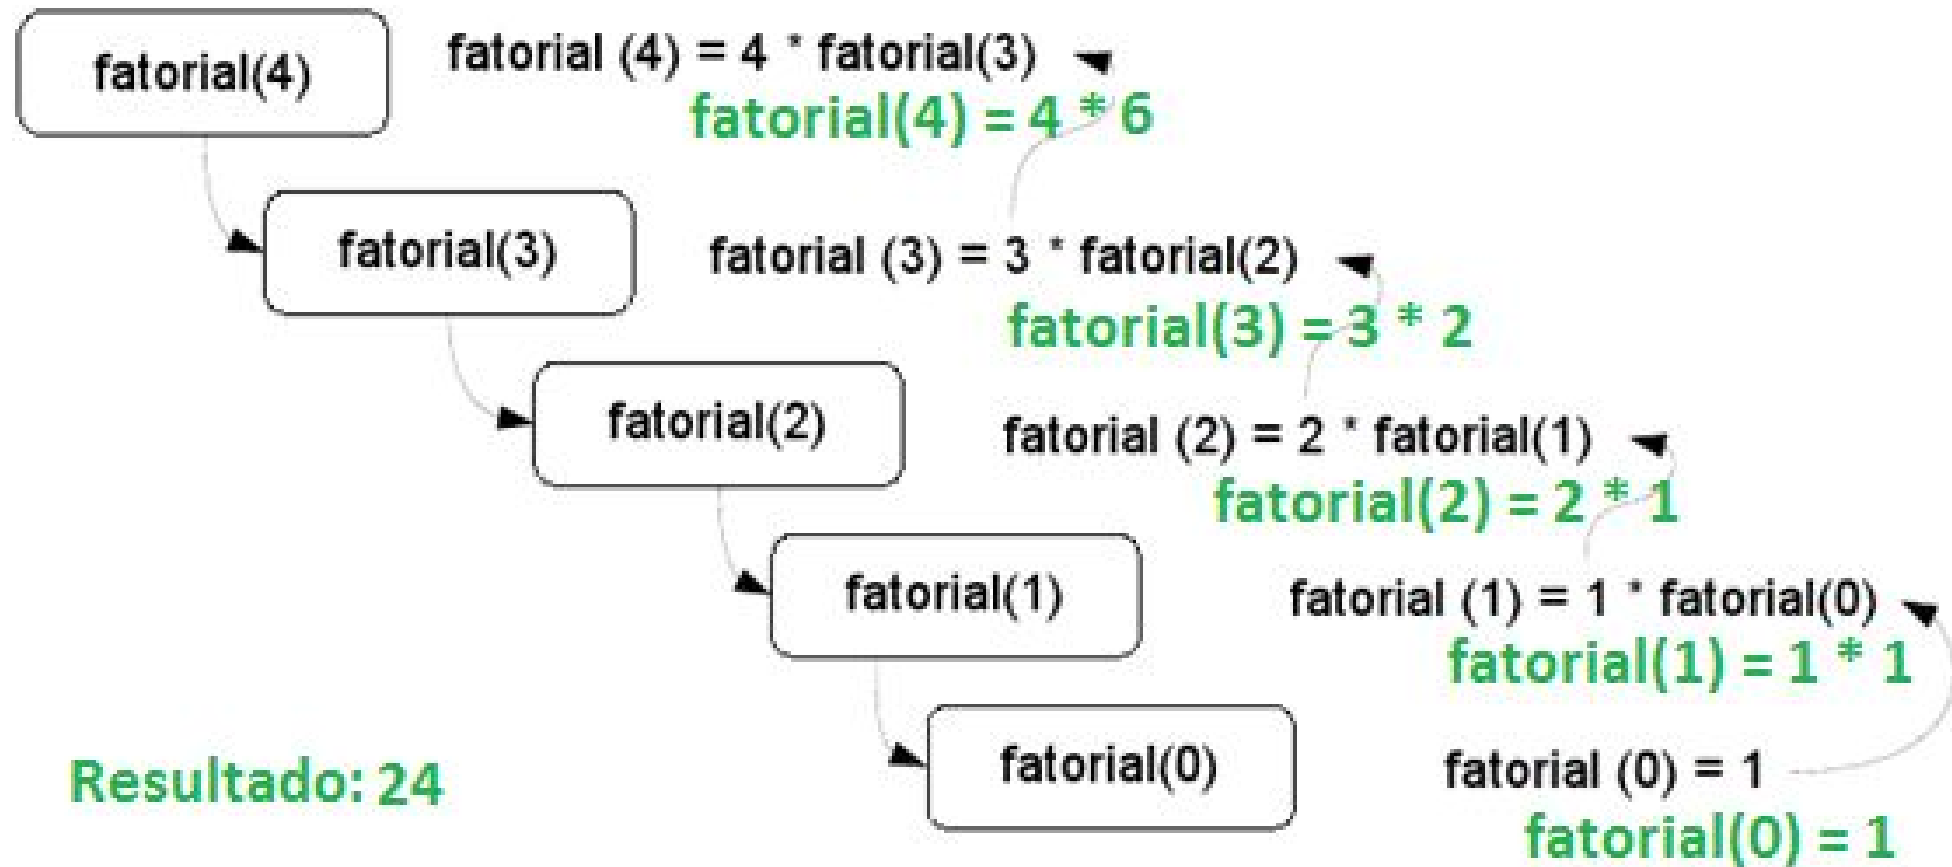 fatorial(4)
fatorial (4) = 4 * fatorial(3)
fatorial(4) = 4 * 6
fatorial(3)
fatorial (3) = 3 * fatorial(2)
fatorial(3) = 3 * 2
fatorial(2)
fatorial (2) = 2 * fatorial(1)
fatorial(2) = 2 * 1
fatorial(1)
fatorial (1) = 1 * fatorial(0)
fatorial(1) = 1 * 1
fatorial(0)
fatorial (0) = 1
fatorial(0) = 1
Resultado: 24